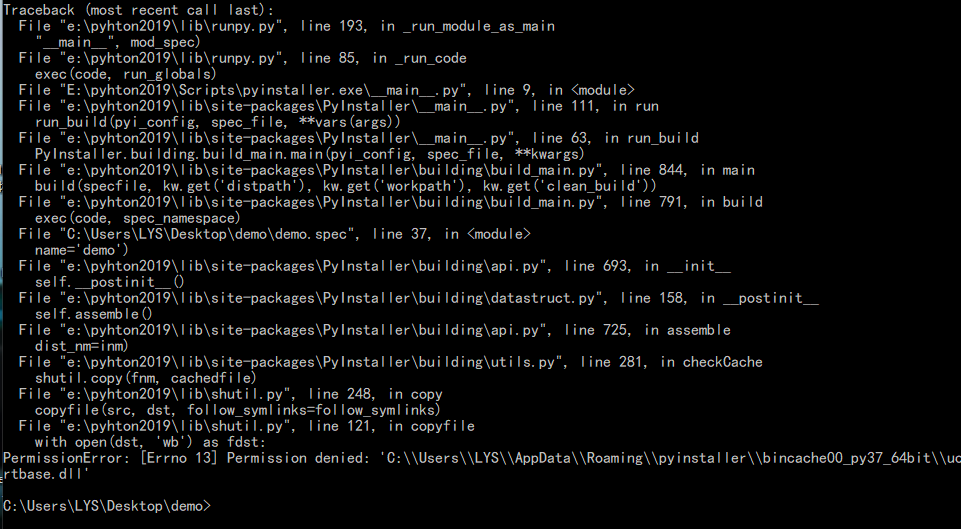 Traceback (most recent call last):
  File "e:\pyhton2019\lib\runpy.py", line 193, in _run_module_as_main
    "__main__", mod_spec)
  File "e:\pyhton2019\lib\runpy.py", line 85, in _run_code
    exec(code, run_globals)
  File "E:\pyhton2019\Scripts\pyinstaller.exe\__main__.py", line 9, in <module>
  File "e:\pyhton2019\lib\site-packages\PyInstaller\__main__.py", line 111, in run
    run_build(pyi_config, spec_file, **vars(args))
  File "e:\pyhton2019\lib\site-packages\PyInstaller\__main__.py", line 63, in run_build
    PyInstaller.building.build_main.main(pyi_config, spec_file, **kwargs)
  File "e:\pyhton2019\lib\site-packages\PyInstaller\building\build_main.py", line 844, in main
    build(specfile, kw.get('distpath'), kw.get('workpath'), kw.get('clean_build'))
  File "e:\pyhton2019\lib\site-packages\PyInstaller\building\build_main.py", line 791, in build
    exec(code, spec_namespace)
  File "C:\Users\LYS\Desktop\demo\demo.spec", line 37, in <module>
    name='demo')
  File "e:\pyhton2019\lib\site-packages\PyInstaller\building\api.py", line 693, in __init__
    self.__postinit__()
  File "e:\pyhton2019\lib\site-packages\PyInstaller\building\datastruct.py", line 158, in __postinit__
    self.assemble()
  File "e:\pyhton2019\lib\site-packages\PyInstaller\building\api.py", line 725, in assemble
    dist_nm=inm)
  File "e:\pyhton2019\lib\site-packages\PyInstaller\building\utils.py", line 281, in checkCache
    shutil.copy(fnm, cachedfile)
  File "e:\pyhton2019\lib\shutil.py", line 248, in copy
    copyfile(src, dst, follow_symlinks=follow_symlinks)
  File "e:\pyhton2019\lib\shutil.py", line 121, in copyfile
    with open(dst, 'wb') as fdst:
PermissionError: [Errno 13] Permission denied: 'C:\\Users\\LYS\\AppData\\Roaming\\pyinstaller\\bincache00_py37_64bit\\uc
rtbase.dll'
C:\Users\LYS\Desktop\demo>